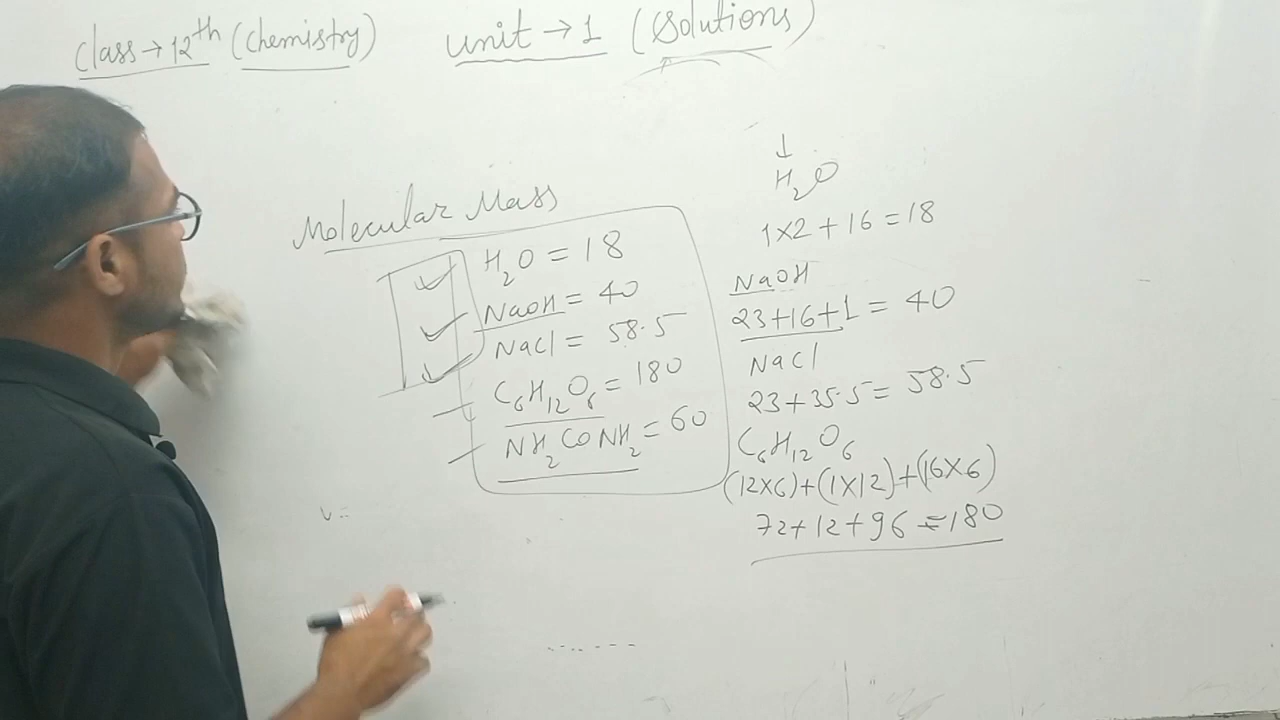 Class→12th (Chemistry)
Unit→1 (Solutions)
Molecular Mass
H2O = 18
NaOH = 40
NaCl = 58.5
C6H12O6 = 180
NH2CONH2 = 60
↓
H2O
1×2+16=18
NaOH
23+16+1 = 40
NaCl
23+35.5= 58.5
C6H12O6
(12×6)+(1×12)+(16×6)
72+12+96=180
v=